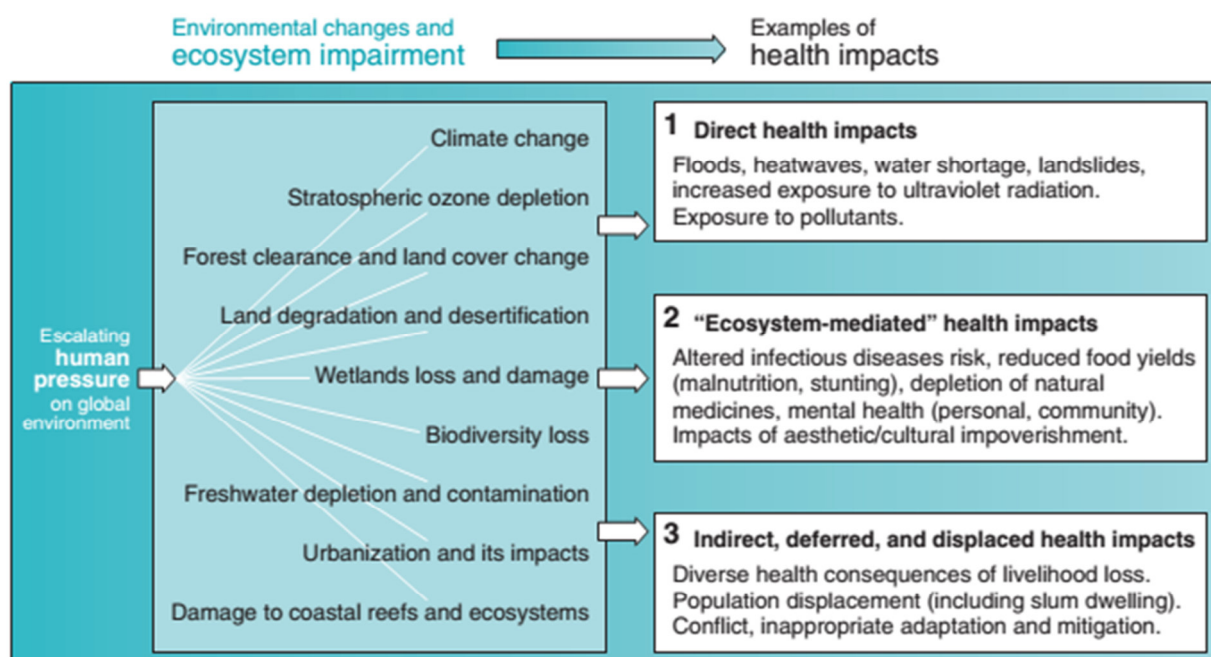 Environmental changes and
ecosystem impairment
Examples of
health impacts
Escalating
human
pressure
on global
environment
Climate change
Stratospheric ozone depletion
Forest clearance and land cover change
Land degradation and desertification
Wetlands loss and damage
Biodiversity loss
Freshwater depletion and contamination
Urbanization and its impacts
Damage to coastal reefs and ecosystems
1 Direct health impacts
Floods, heatwaves, water shortage, landslides,
increased exposure to ultraviolet radiation.
Exposure to pollutants.
2 “Ecosystem-mediated” health impacts
Altered infectious diseases risk, reduced food yields
(malnutrition, stunting), depletion of natural
medicines, mental health (personal, community).
Impacts of aesthetic/cultural impoverishment.
3 Indirect, deferred, and displaced health impacts
Diverse health consequences of livelihood loss.
Population displacement (including slum dwelling).
Conflict, inappropriate adaptation and mitigation.